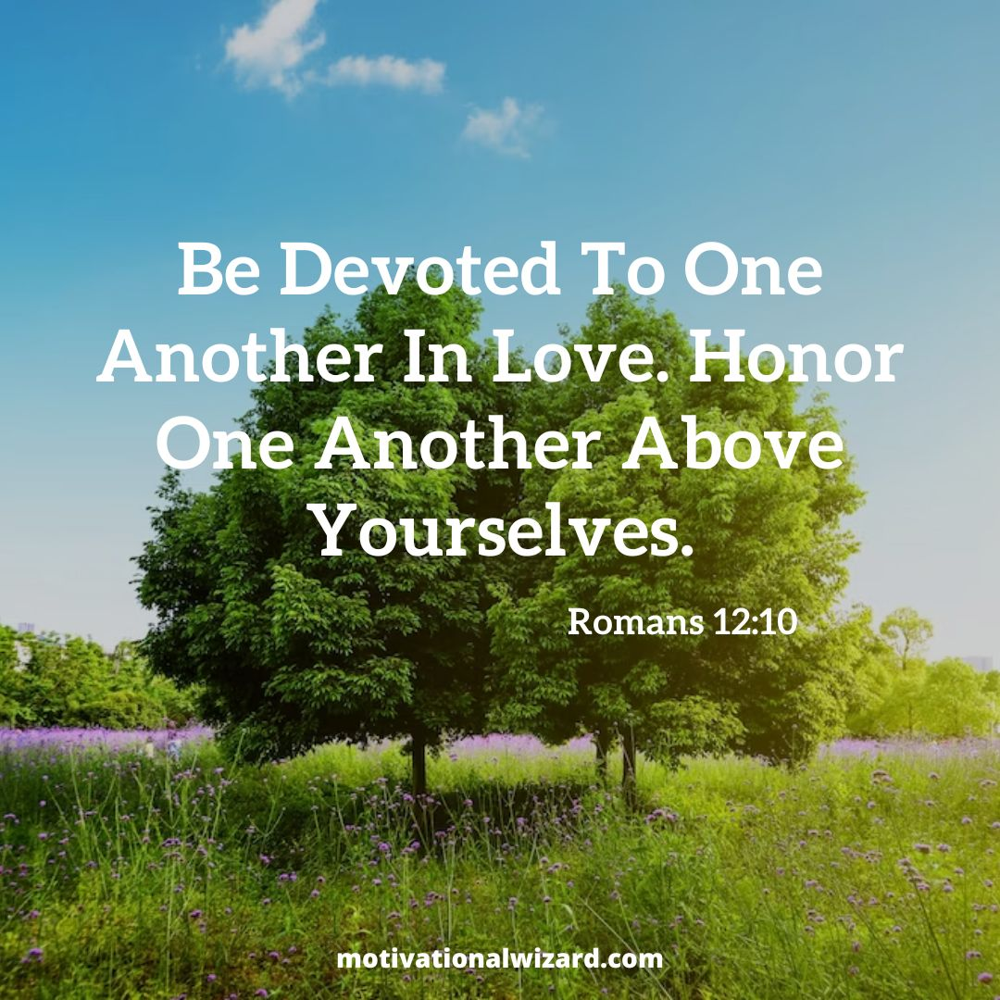 Be Devoted To One
Another In Love. Honor
One Another Above
Yourselves.
Romans 12:10
motivationalwizard.com